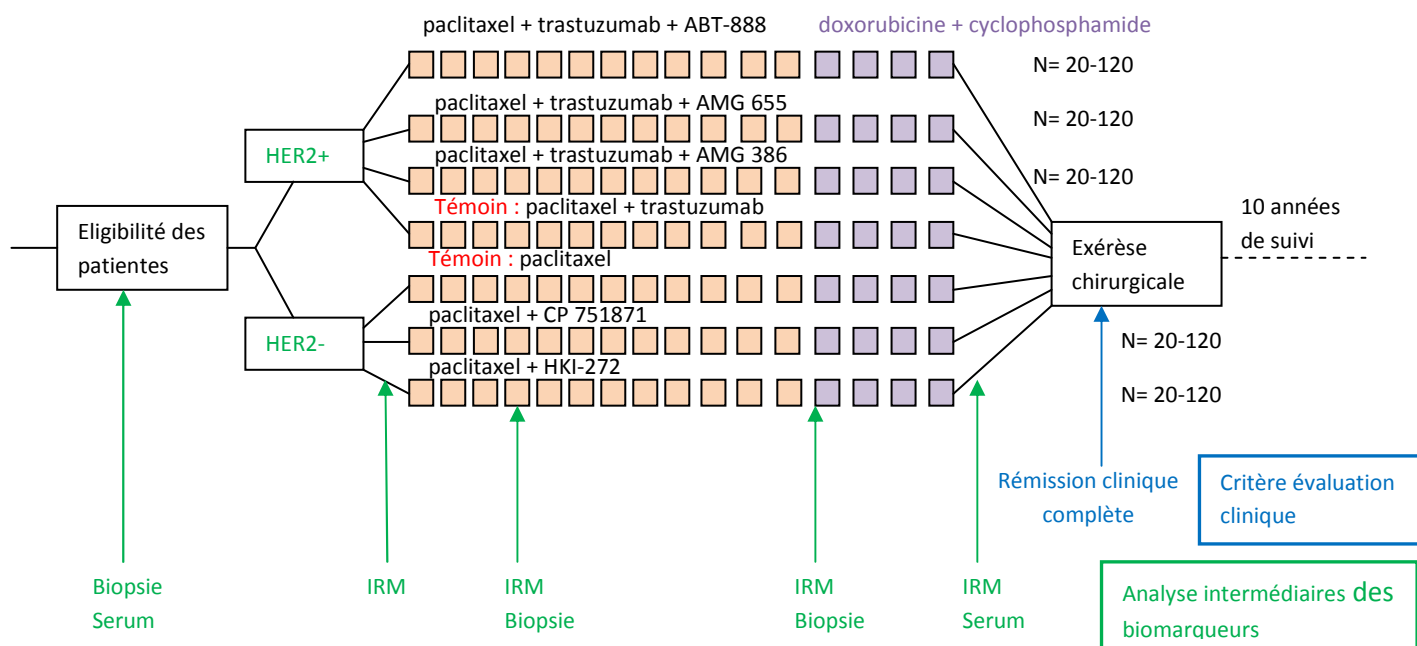 paclitaxel + trastuzumab + ABT-888
doxorubicine + cyclophosphamide
N= 20-120
paclitaxel + trastuzumab + AMG 655
N= 20-120
HER2+
paclitaxel + trastuzumab + AMG 386
N= 20-120
Témoin : paclitaxel + trastuzumab
Eligibilité des
patientes
Exérèse
chirurgicale
10 années
de suivi
Témoin : paclitaxel
paclitaxel + CP 751871
HER2-
N= 20-120
paclitaxel + HKI-272
N= 20-120
Rémission clinique
complète
Critère évaluation
clinique
Biopsie
Serum
IRM
IRM
Biopsie
IRM
Biopsie
IRM
Serum
Analyse intermédiaires des
biomarqueurs